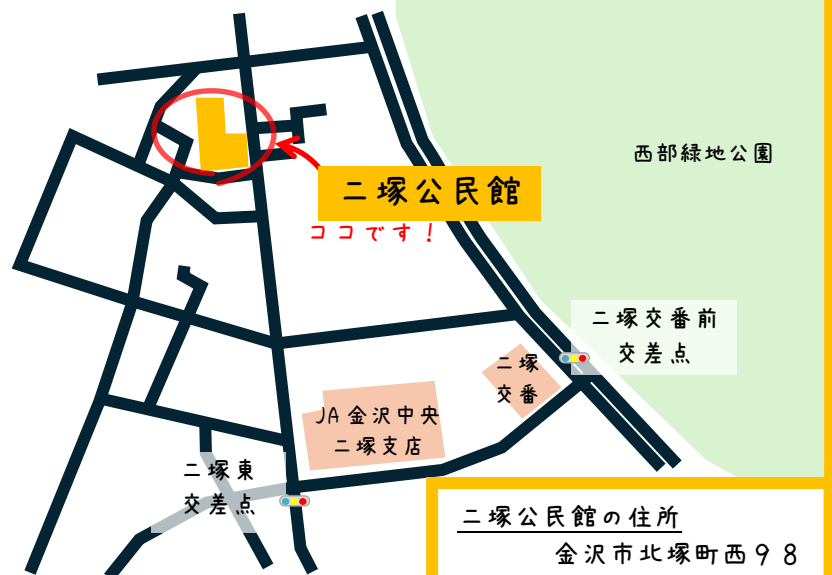 西部緑地公園
二塚公民館
ココです!
二塚交番前
交差点
二塚
交番
JA金沢中央
二塚支店
二塚東
交差点
二塚公民館の住所
金沢市北塚町西98